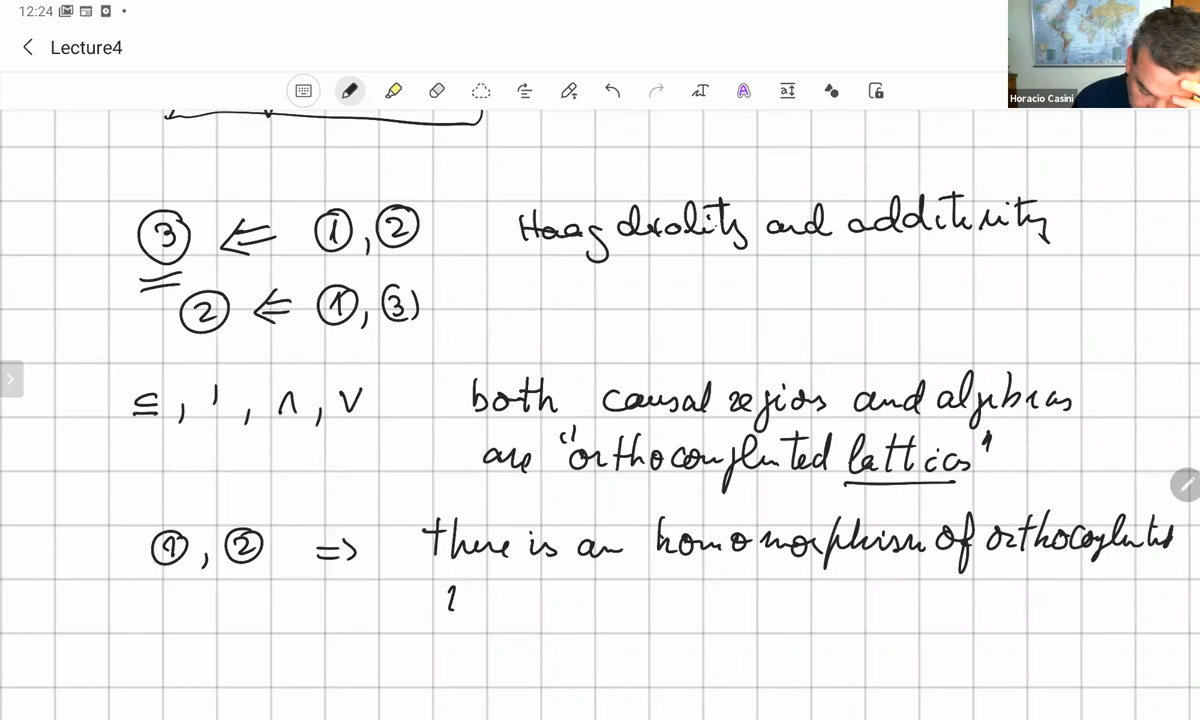 12:24
Lecture4
Horacio Casini
③ ⇐ ①, ② Haag duality and additivity
② ⇐ ①, ③
⊆, ', ∧, ∨ both causal regions and algebras
are "orthocomplemented lattices"
①, ② ⇒ there is an homomorphism of orthocomplemented
l